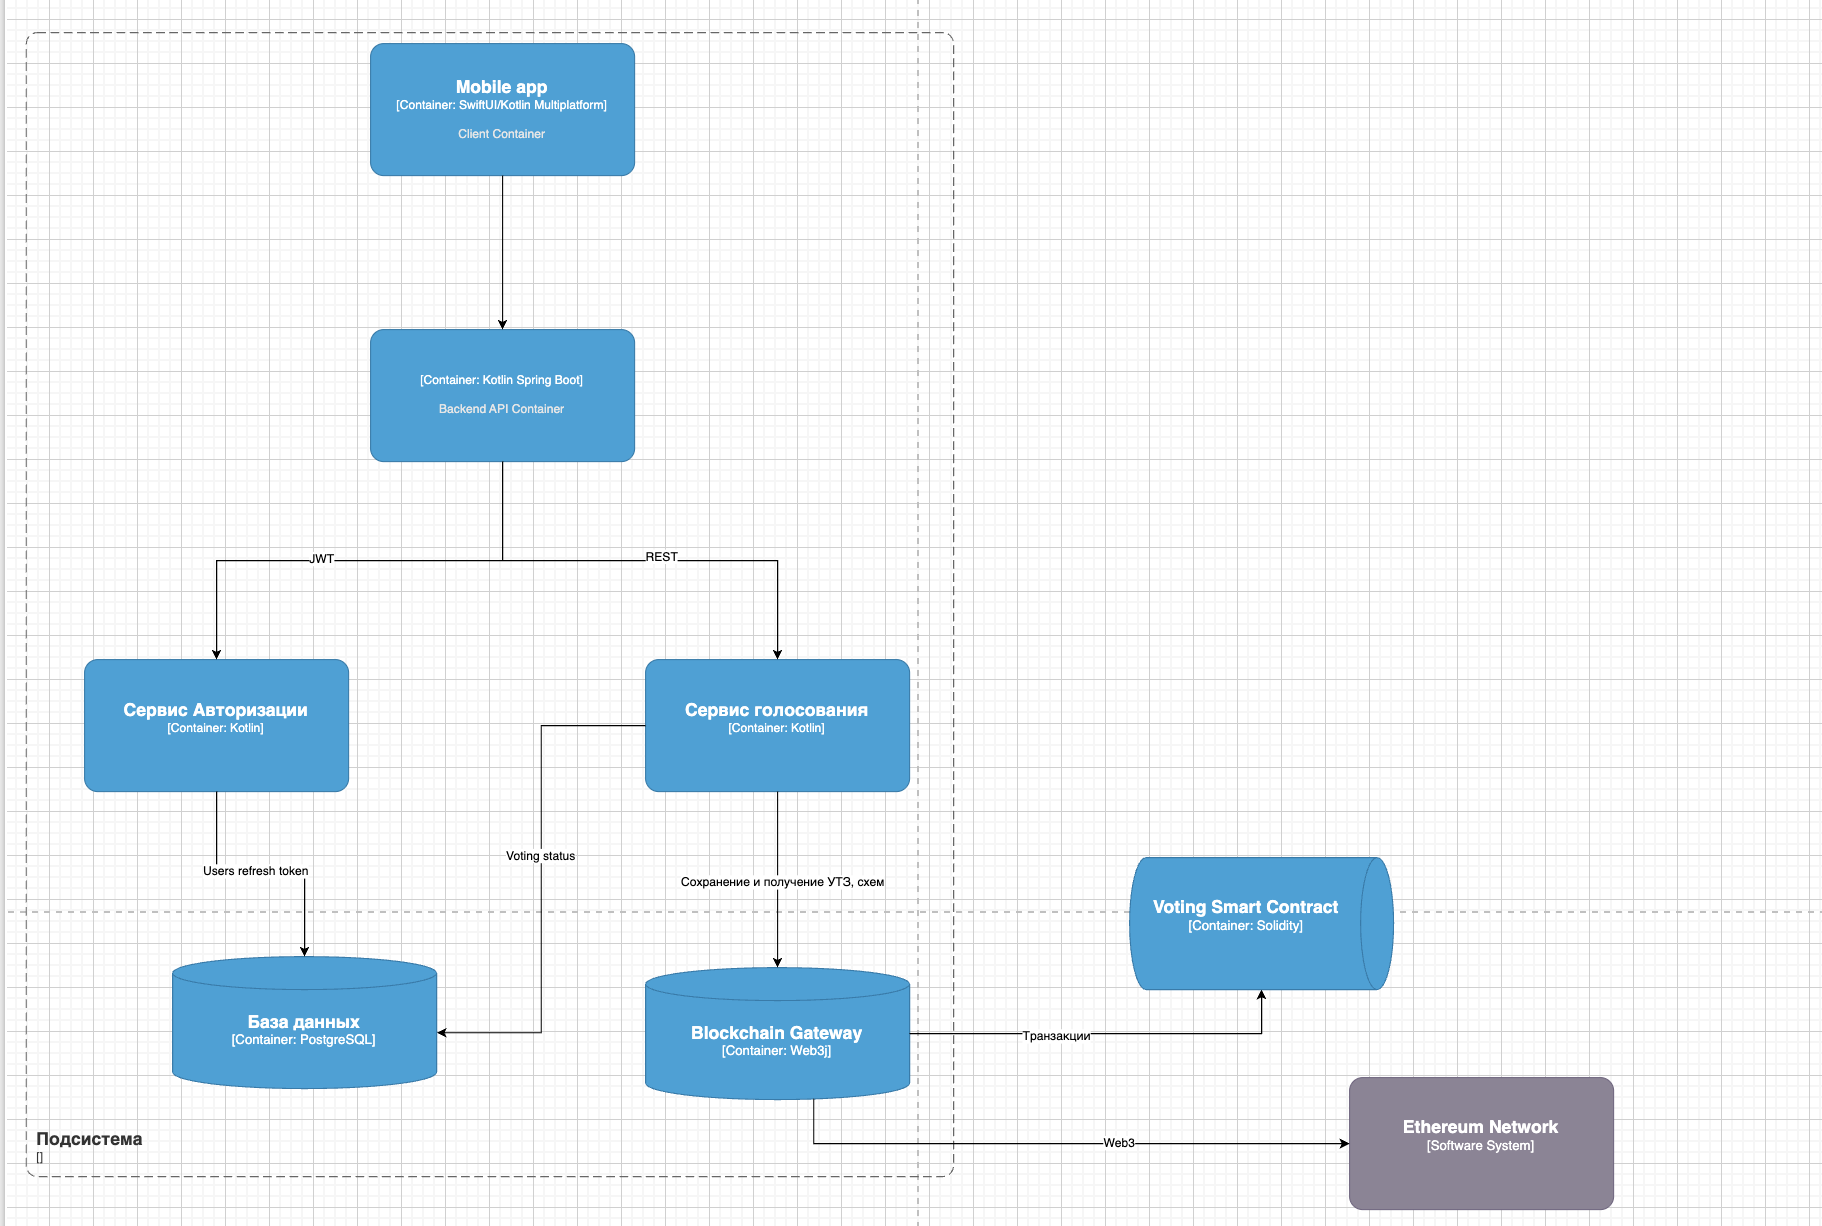 Mobile app
[Container: SwiftUI/Kotlin Multiplatform]
Client Container
[Container: Kotlin Spring Boot]
Backend API Container
JWT
REST
Сервис Авторизации
[Container: Kotlin]
Сервис голосования
[Container: Kotlin]
Voting status
Users refresh token
Сохранение и получение УТЗ, схем
Voting Smart Contract
[Container: Solidity]
База данных
[Container: PostgreSQL]
Blockchain Gateway
[Container: Web3j]
Транзакции
Ethereum Network
[Software System]
Web3
Подсистема
[]